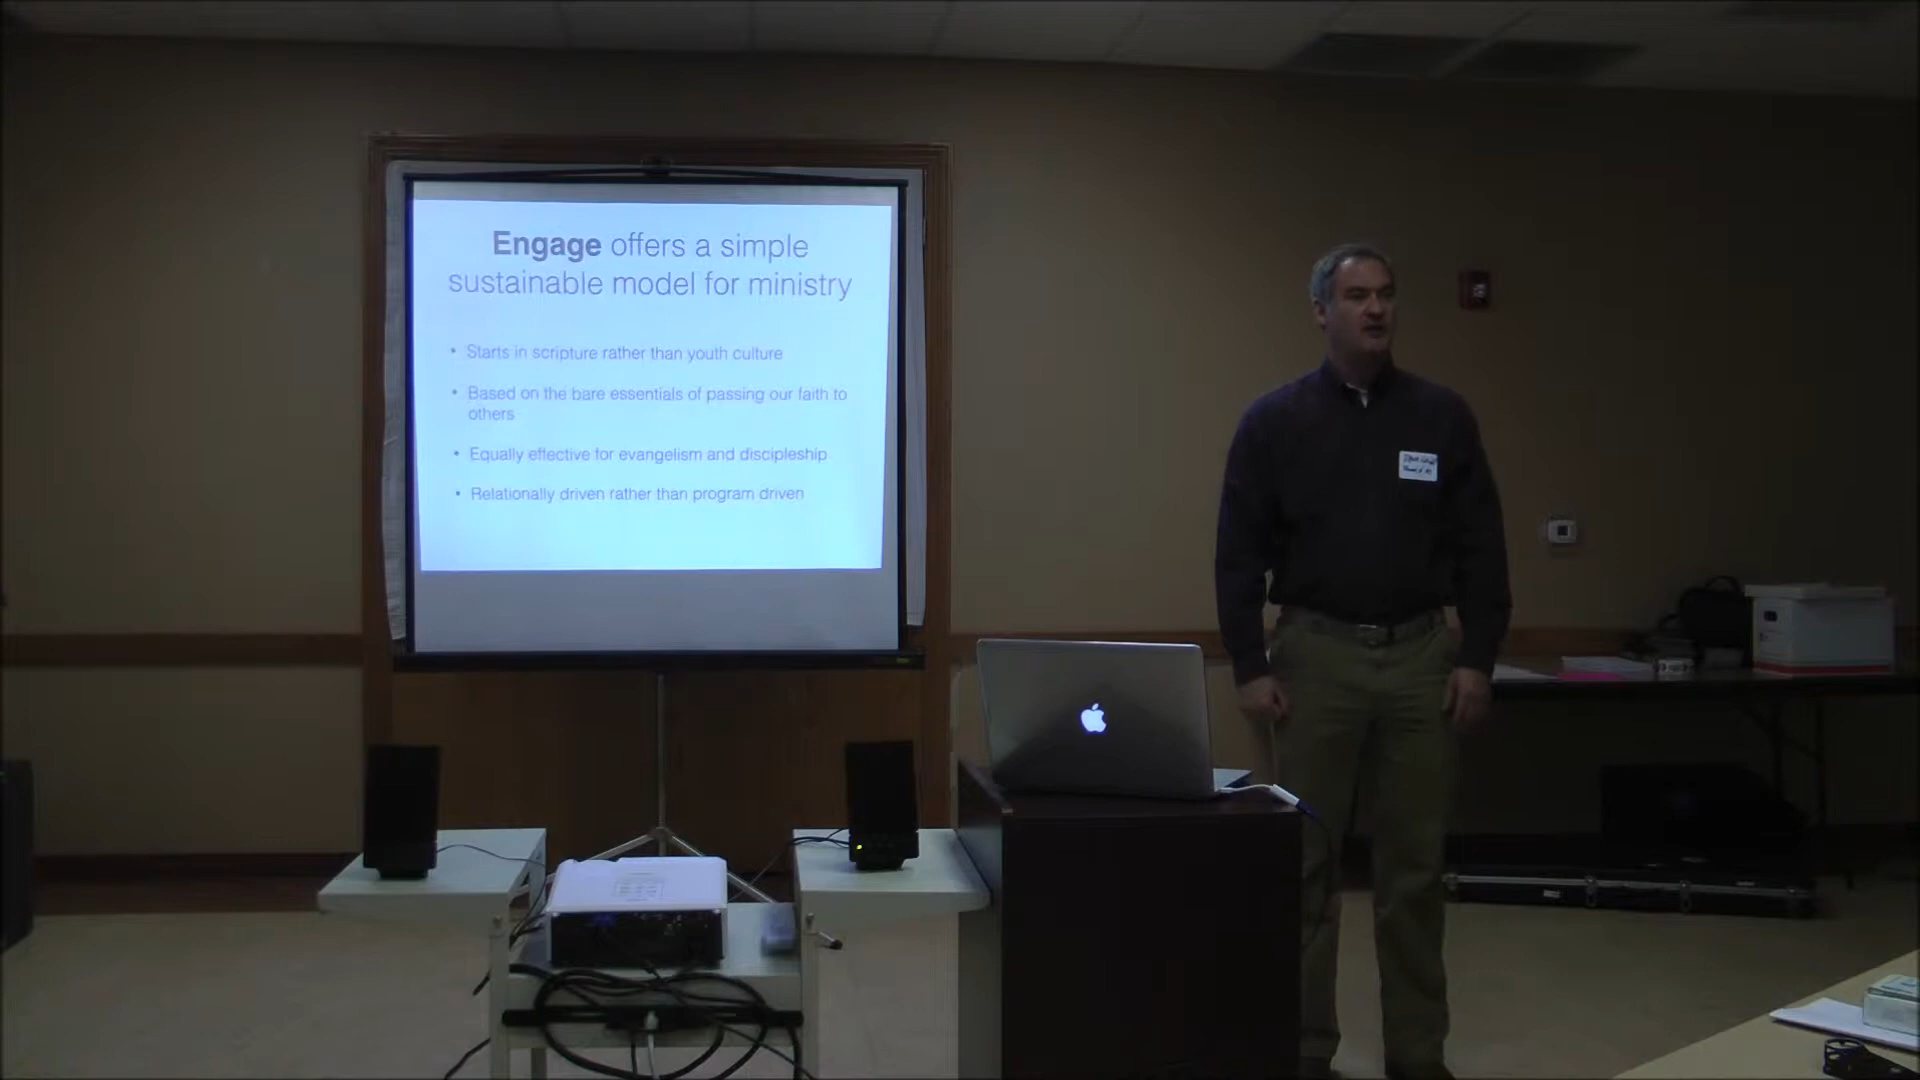 Engage offers a simple
sustainable model for ministry
• Starts in scripture rather than youth culture
• Based on the bare essentials of passing our faith to
others
• Equally effective for evangelism and discipleship
• Relationally driven rather than program driven